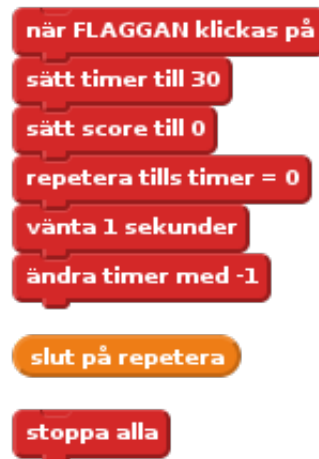 när FLAGGAN klickas på
sätt timer till 30
sätt score till 0
repetera tills timer = 0
vänta 1 sekunder
ändra timer med -1
slut på repetera
stoppa alla